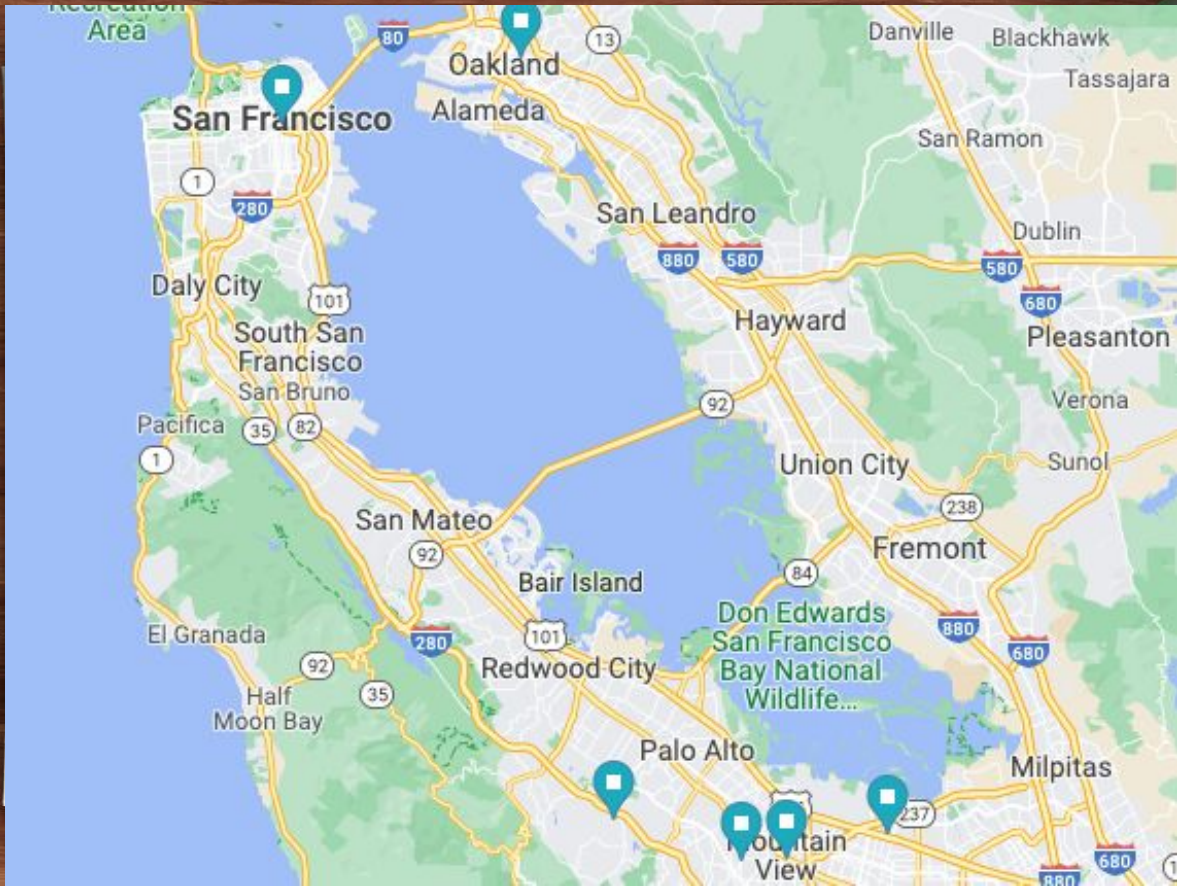 Recreation
Area
80
13
Danville
Blackhawk
Oakland
Tassajara
San Francisco
Alameda
San Ramon
1
280
San Leandro
Dublin
880
580
580
680
Daly City
101
South San
Francisco
Hayward
Pleasanton
San Bruno
92
Verona
Pacifica
35
82
1
Union City
Sunol
238
San Mateo
92
Fremont
84
Bair Island
Don Edwards
San Francisco
Bay National
Wildlife...
El Granada
280
101
880
680
92
Redwood City
35
Half
Moon Bay
Palo Alto
Milpitas
237
Mountain
View
880
680